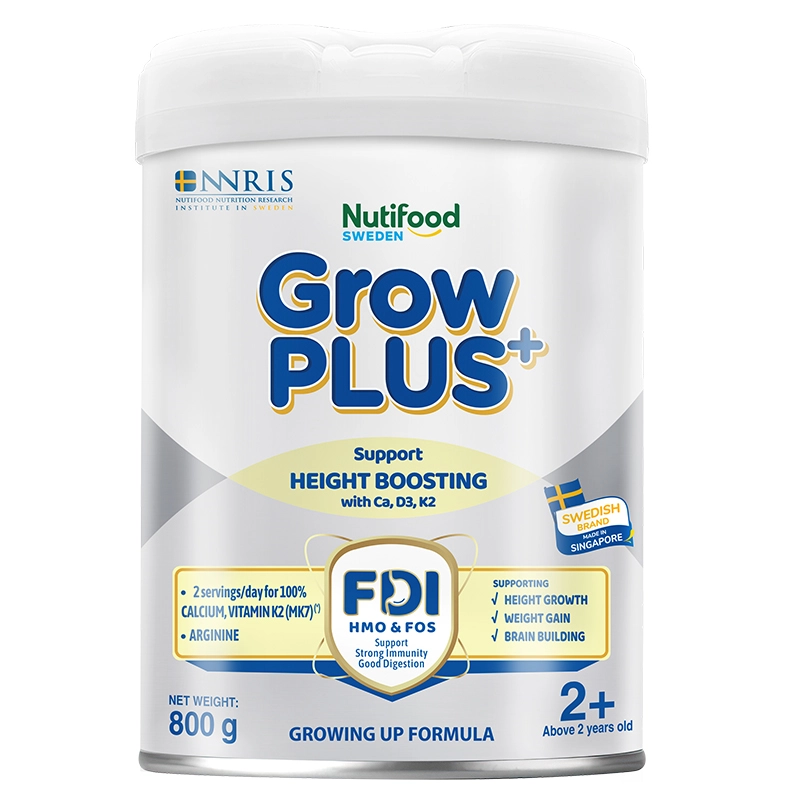 NNRIS
NUTIFOOD NUTRITION RESEARCH
INSTITUTE IN SWEDEN
Nutifood
SWEDEN
Grow
PLUS+
Support
HEIGHT BOOSTING
with Ca, D3, K2
SWEDISH
BRAND
MADE IN
SINGAPORE
• 2 servings/day for 100%
CALCIUM, VITAMIN K2 (MK7)(*)
• ARGININE
FDI
HMO & FOS
Support
Strong Immunity
Good Digestion
SUPPORTING
√ HEIGHT GROWTH
√ WEIGHT GAIN
√ BRAIN BUILDING
NET WEIGHT:
800 g
GROWING UP FORMULA
2+
Above 2 years old